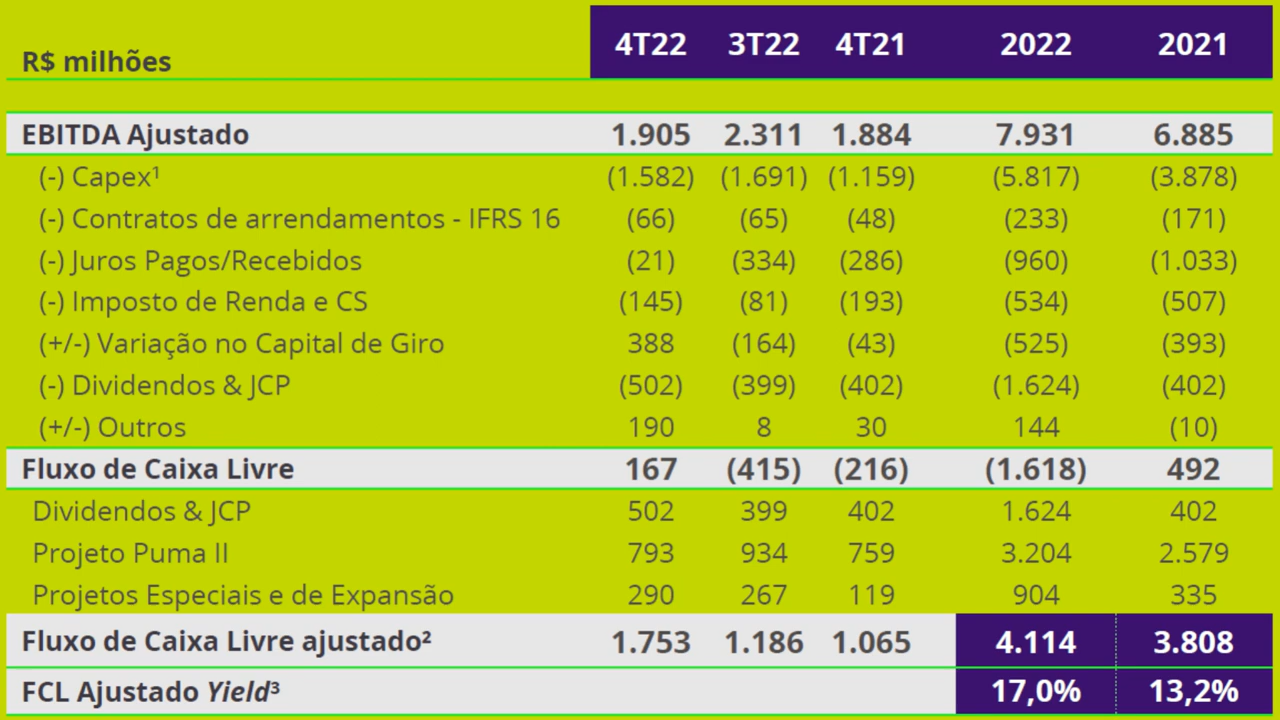 R$ milhões 4T22 3T22 4T21 2022 2021
EBITDA Ajustado 1.905 2.311 1.884 7.931 6.885
(-) Capex¹ (1.582) (1.691) (1.159) (5.817) (3.878)
(-) Contratos de arrendamentos - IFRS 16 (66) (65) (48) (233) (171)
(-) Juros Pagos/Recebidos (21) (334) (286) (960) (1.033)
(-) Imposto de Renda e CS (145) (81) (193) (534) (507)
(+/-) Variação no Capital de Giro 388 (164) (43) (525) (393)
(-) Dividendos & JCP (502) (399) (402) (1.624) (402)
(+/-) Outros 190 8 30 144 (10)
Fluxo de Caixa Livre 167 (415) (216) (1.618) 492
Dividendos & JCP 502 399 402 1.624 402
Projeto Puma II 793 934 759 3.204 2.579
Projetos Especiais e de Expansão 290 267 119 904 335
Fluxo de Caixa Livre ajustado² 1.753 1.186 1.065 4.114 3.808
FCL Ajustado Yield³ 17,0% 13,2%